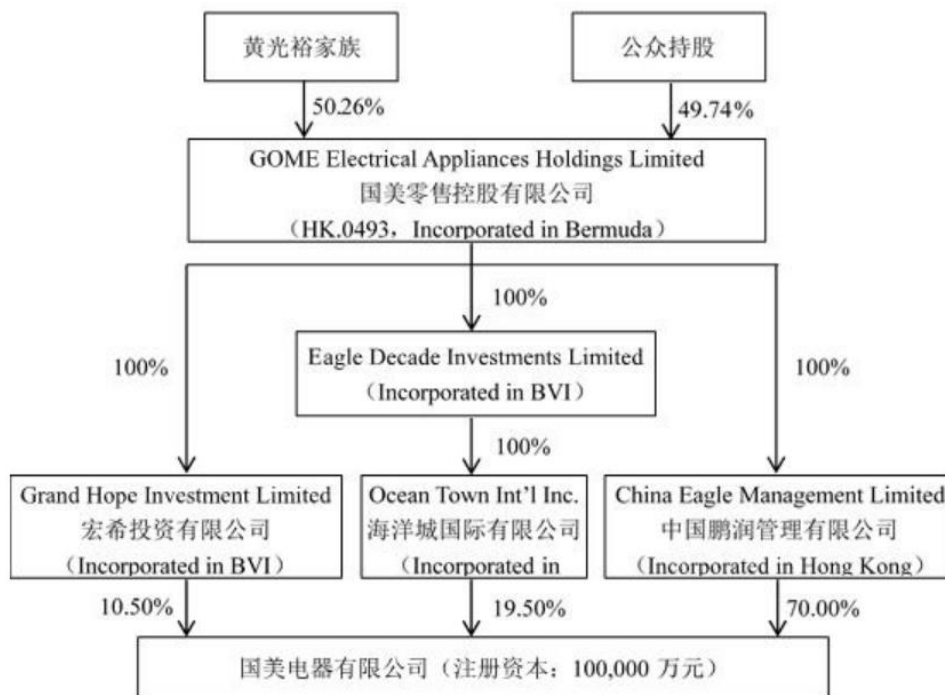 黄光裕家族
公众持股
50.26%
49.74%
GOME Electrical Appliances Holdings Limited
国美零售控股有限公司
（HK.0493，Incorporated in Bermuda）
100%
100%
100%
Eagle Decade Investments Limited
（Incorporated in BVI）
100%
Grand Hope Investment Limited
宏希投资有限公司
（Incorporated in BVI）
Ocean Town Int'l Inc.
海洋城国际有限公司
（Incorporated in
China Eagle Management Limited
中国鹏润管理有限公司
（Incorporated in Hong Kong）
10.50%
19.50%
70.00%
国美电器有限公司（注册资本：100,000 万元）